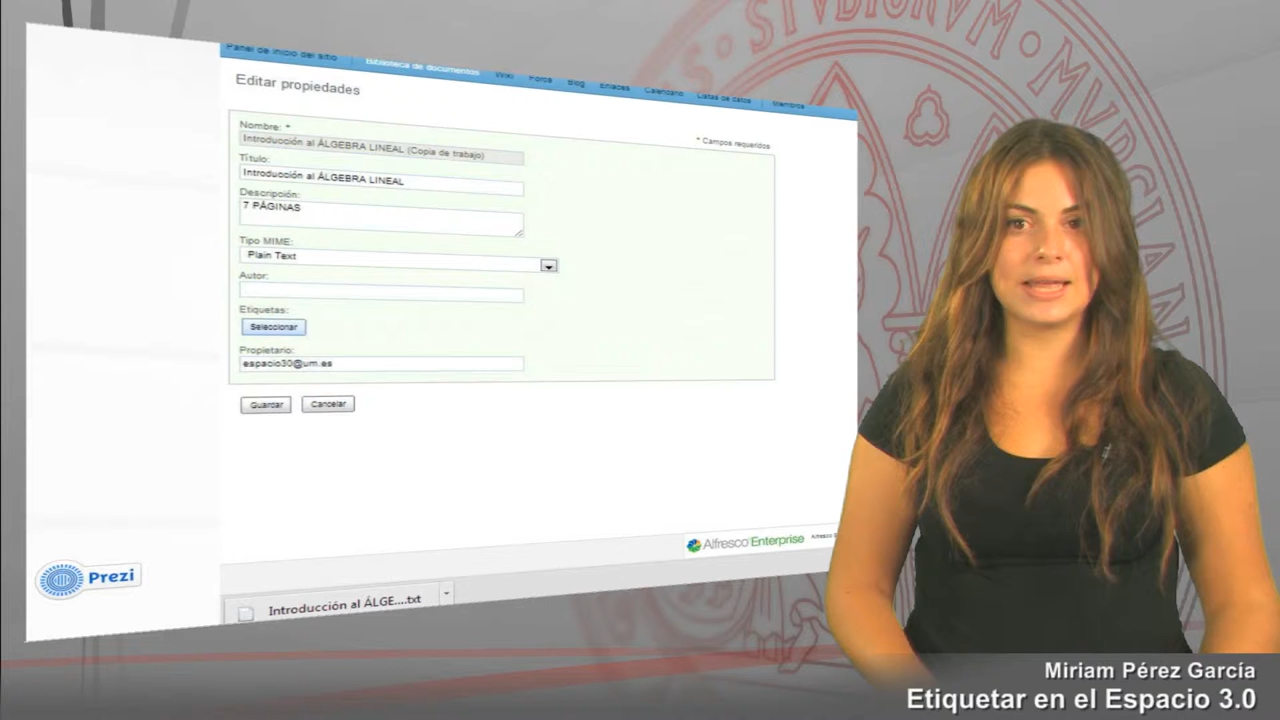 STVDIORVM MVRCIANA
Panel de inicio del sitio
Biblioteca de documentos
Wiki
Foros
Blog
Enlaces
Calendario
Listas de datos
Miembros
Editar propiedades
* Campos requeridos
Nombre: *
Introducción al ÁLGEBRA LINEAL (Copia de trabajo)
Título:
Introducción al ÁLGEBRA LINEAL
Descripción:
7 PÁGINAS
Tipo MIME:
Plain Text
Autor:
Etiquetas:
Seleccionar
Propietario:
espacio30@um.es
Guardar
Cancelar
Alfresco Enterprise
Prezi
Introducción al ÁLGE....txt
Miriam Pérez García
Etiquetar en el Espacio 3.0